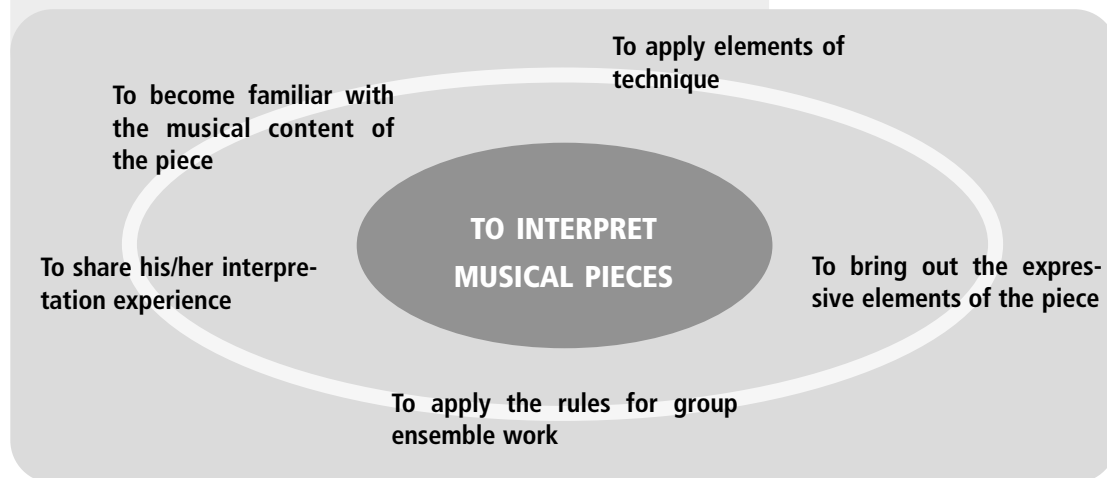 To apply elements of
technique
To become familiar with
the musical content of
the piece
TO INTERPRET
MUSICAL PIECES
To share his/her interpre-
tation experience
To bring out the expres-
sive elements of the piece
To apply the rules for group
ensemble work